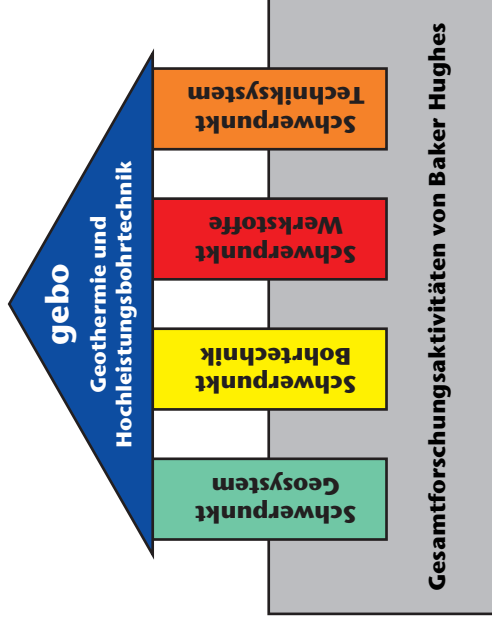 gebo
Geothermie und
Hochleistungsbohrtechnik
Schwerpunkt
Geosystem
Schwerpunkt
Bohrtechnik
Schwerpunkt
Werkstoffe
Schwerpunkt
Techniksystem
Gesamtforschungsaktivitäten von Baker Hughes